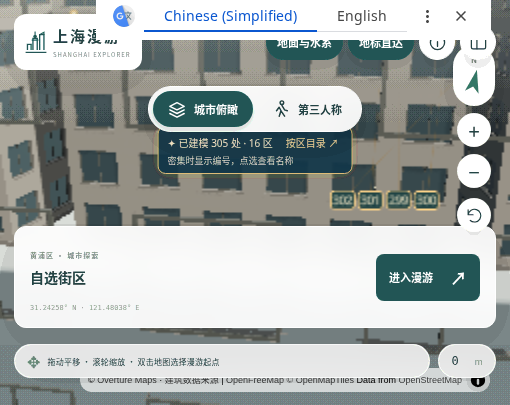 Chinese (Simplified) English
上海漫游
SHANGHAI EXPLORER
地面与水系 地标直达
城市俯瞰 第三人称
✦ 已建模 305 处 · 16 区 按区目录 ↗
密集时显示编号，点选查看名称
302 301 299 300
黄浦区 · 城市探索
自选街区
进入漫游 ↗
31.24250° N · 121.48038° E
拖动平移 · 滚轮缩放 · 双击地图选择漫游起点
0 m
© Overture Maps · 建筑数据来源 | OpenFreeMap © OpenMapTiles Data from OpenStreetMap